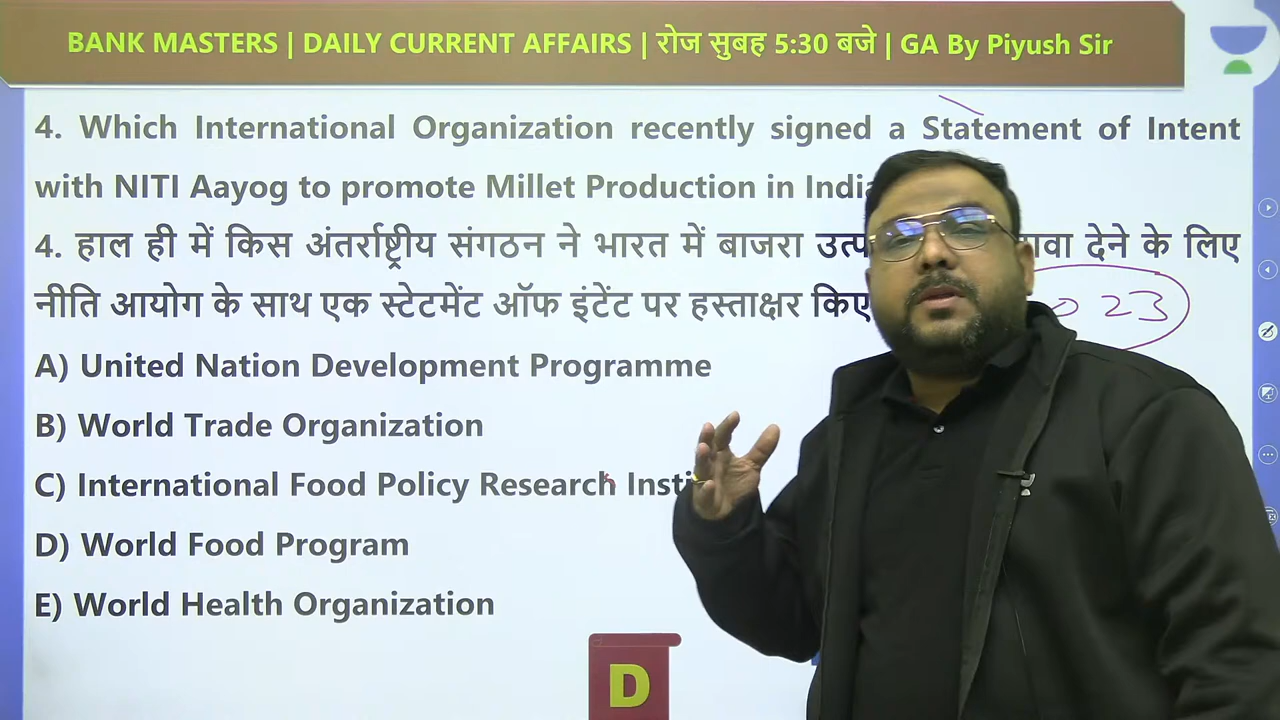 BANK MASTERS | DAILY CURRENT AFFAIRS | रोज सुबह 5:30 बजे | GA By Piyush Sir
4. Which International Organization recently signed a Statement of Intent
with NITI Aayog to promote Millet Production in India
4. हाल ही में किस अंतर्राष्ट्रीय संगठन ने भारत में बाजरा देने के लिए
नीति आयोग के साथ एक स्टेटमेंट ऑफ इंटेंट पर हस्ताक्षर किए 23
A) United Nation Development Programme
B) World Trade Organization
C) International Food Policy Research
D) World Food Program
E) World Health Organization
D